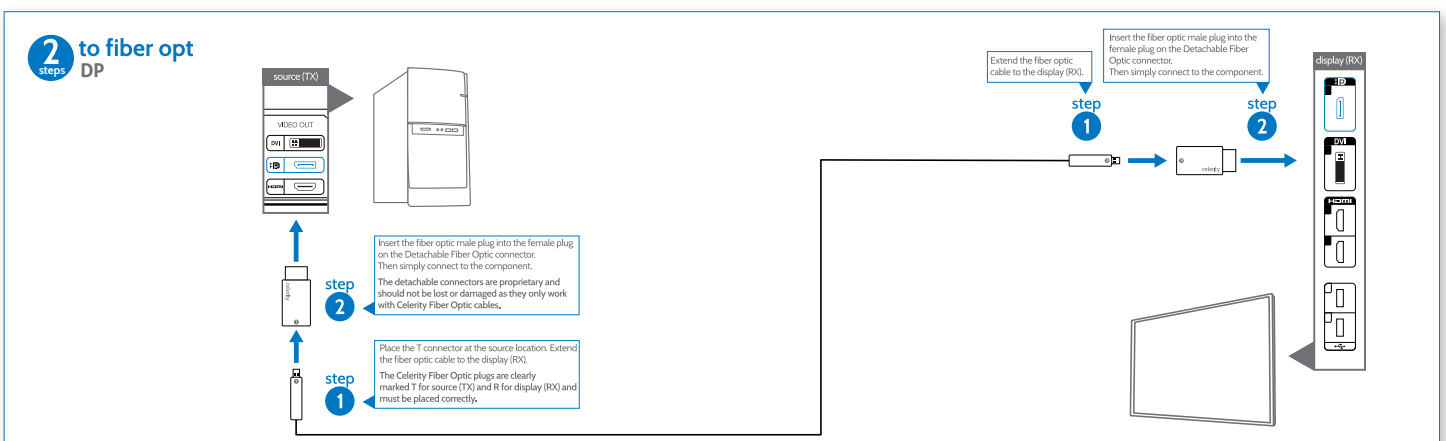 2
steps
to fiber opt
DP
source (TX)
VIDEO OUT
DVI
D
HDMI
Insert the fiber optic male plug into the female plug
on the Detachable Fiber Optic connector.
Then simply connect to the component.
The detachable connectors are proprietary and
should not be lost or damaged as they only work
with Celerity Fiber Optic cables.
step
2
celerity
Place the T connector at the source location. Extend
the fiber optic cable to the display (RX).
The Celerity Fiber Optic plugs are clearly
marked T for source (TX) and R for display (RX) and
must be placed correctly.
step
1
Extend the fiber optic
cable to the display (RX).
step
1
Insert the fiber optic male plug into the
female plug on the Detachable Fiber
Optic connector.
Then simply connect to the component.
step
2
celerity
display (RX)
D
DVI
HDMI